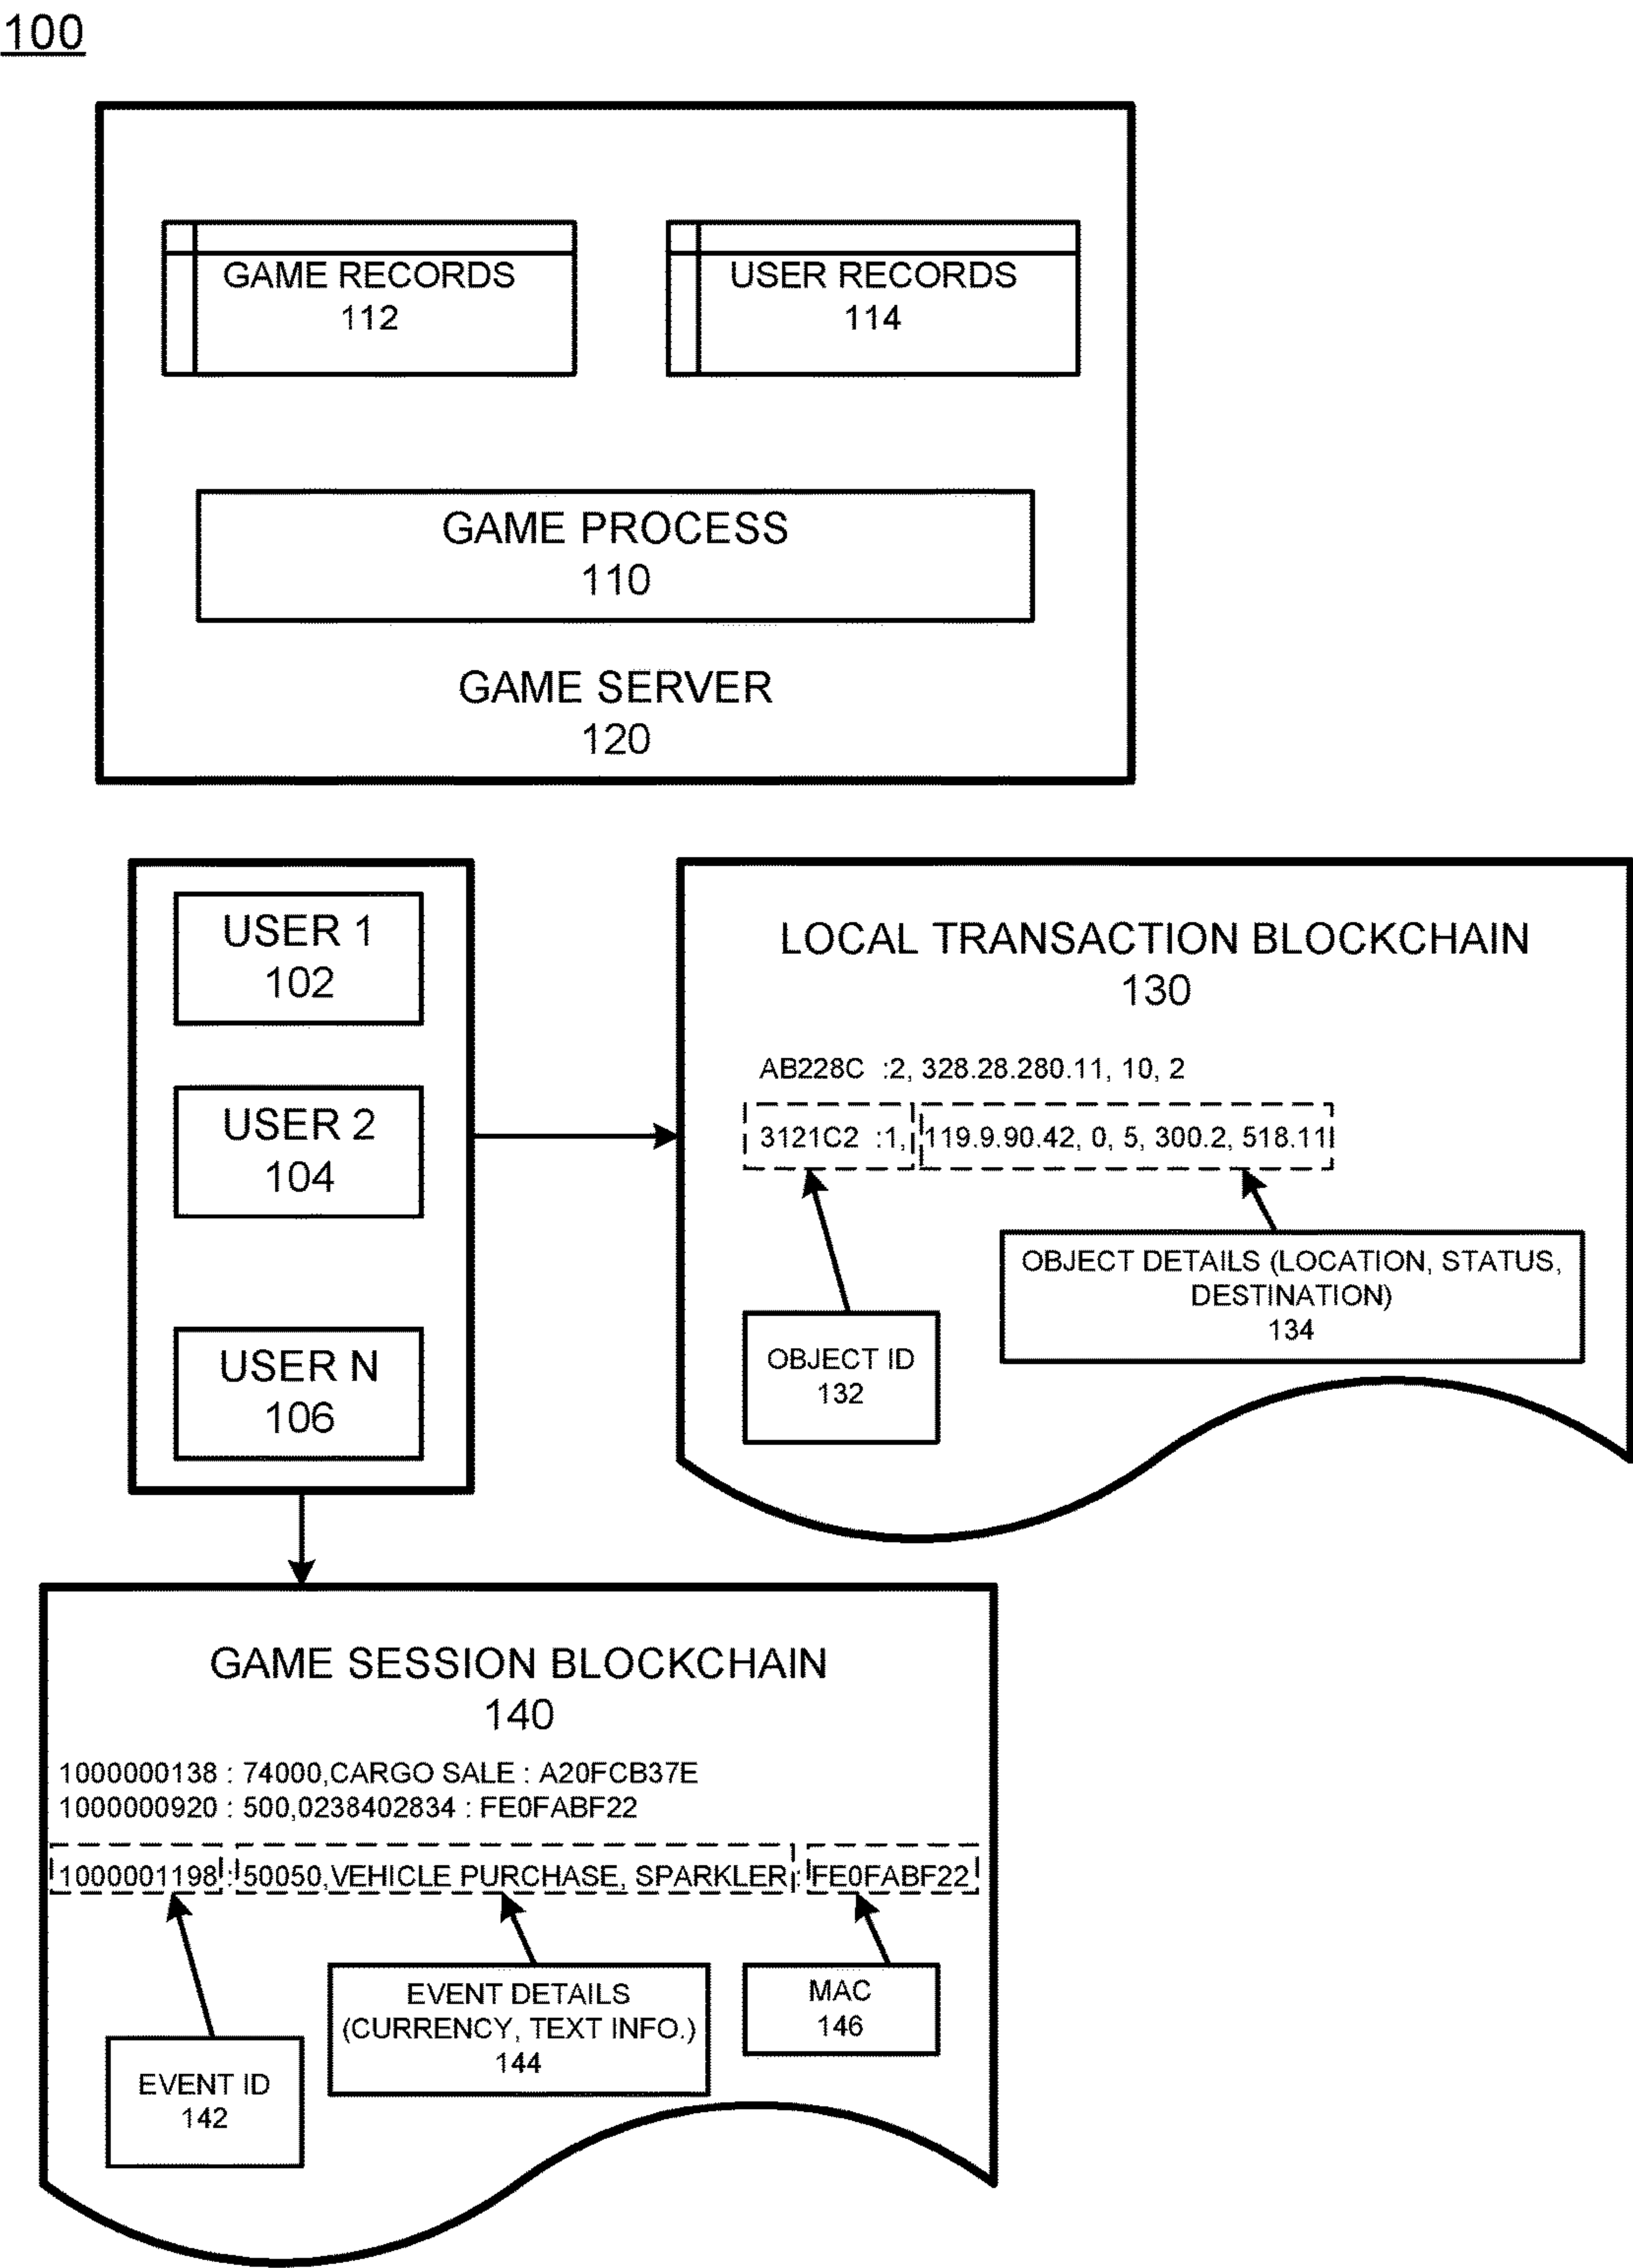 100
GAME RECORDS
112
USER RECORDS
114
GAME PROCESS
110
GAME SERVER
120
USER 1
102
USER 2
104
USER N
106
LOCAL TRANSACTION BLOCKCHAIN
130
AB228C :2, 328.28.280.11, 10, 2
3121C2 :1, 119.9.90.42, 0, 5, 300.2, 518.11
OBJECT DETAILS (LOCATION, STATUS,
DESTINATION)
134
OBJECT ID
132
GAME SESSION BLOCKCHAIN
140
1000000138 : 74000,CARGO SALE : A20FCB37E
1000000920 : 500,0238402834 : FE0FABF22
1000001198 : 50050,VEHICLE PURCHASE, SPARKLER : FE0FABF22
EVENT DETAILS
(CURRENCY, TEXT INFO.)
144
MAC
146
EVENT ID
142